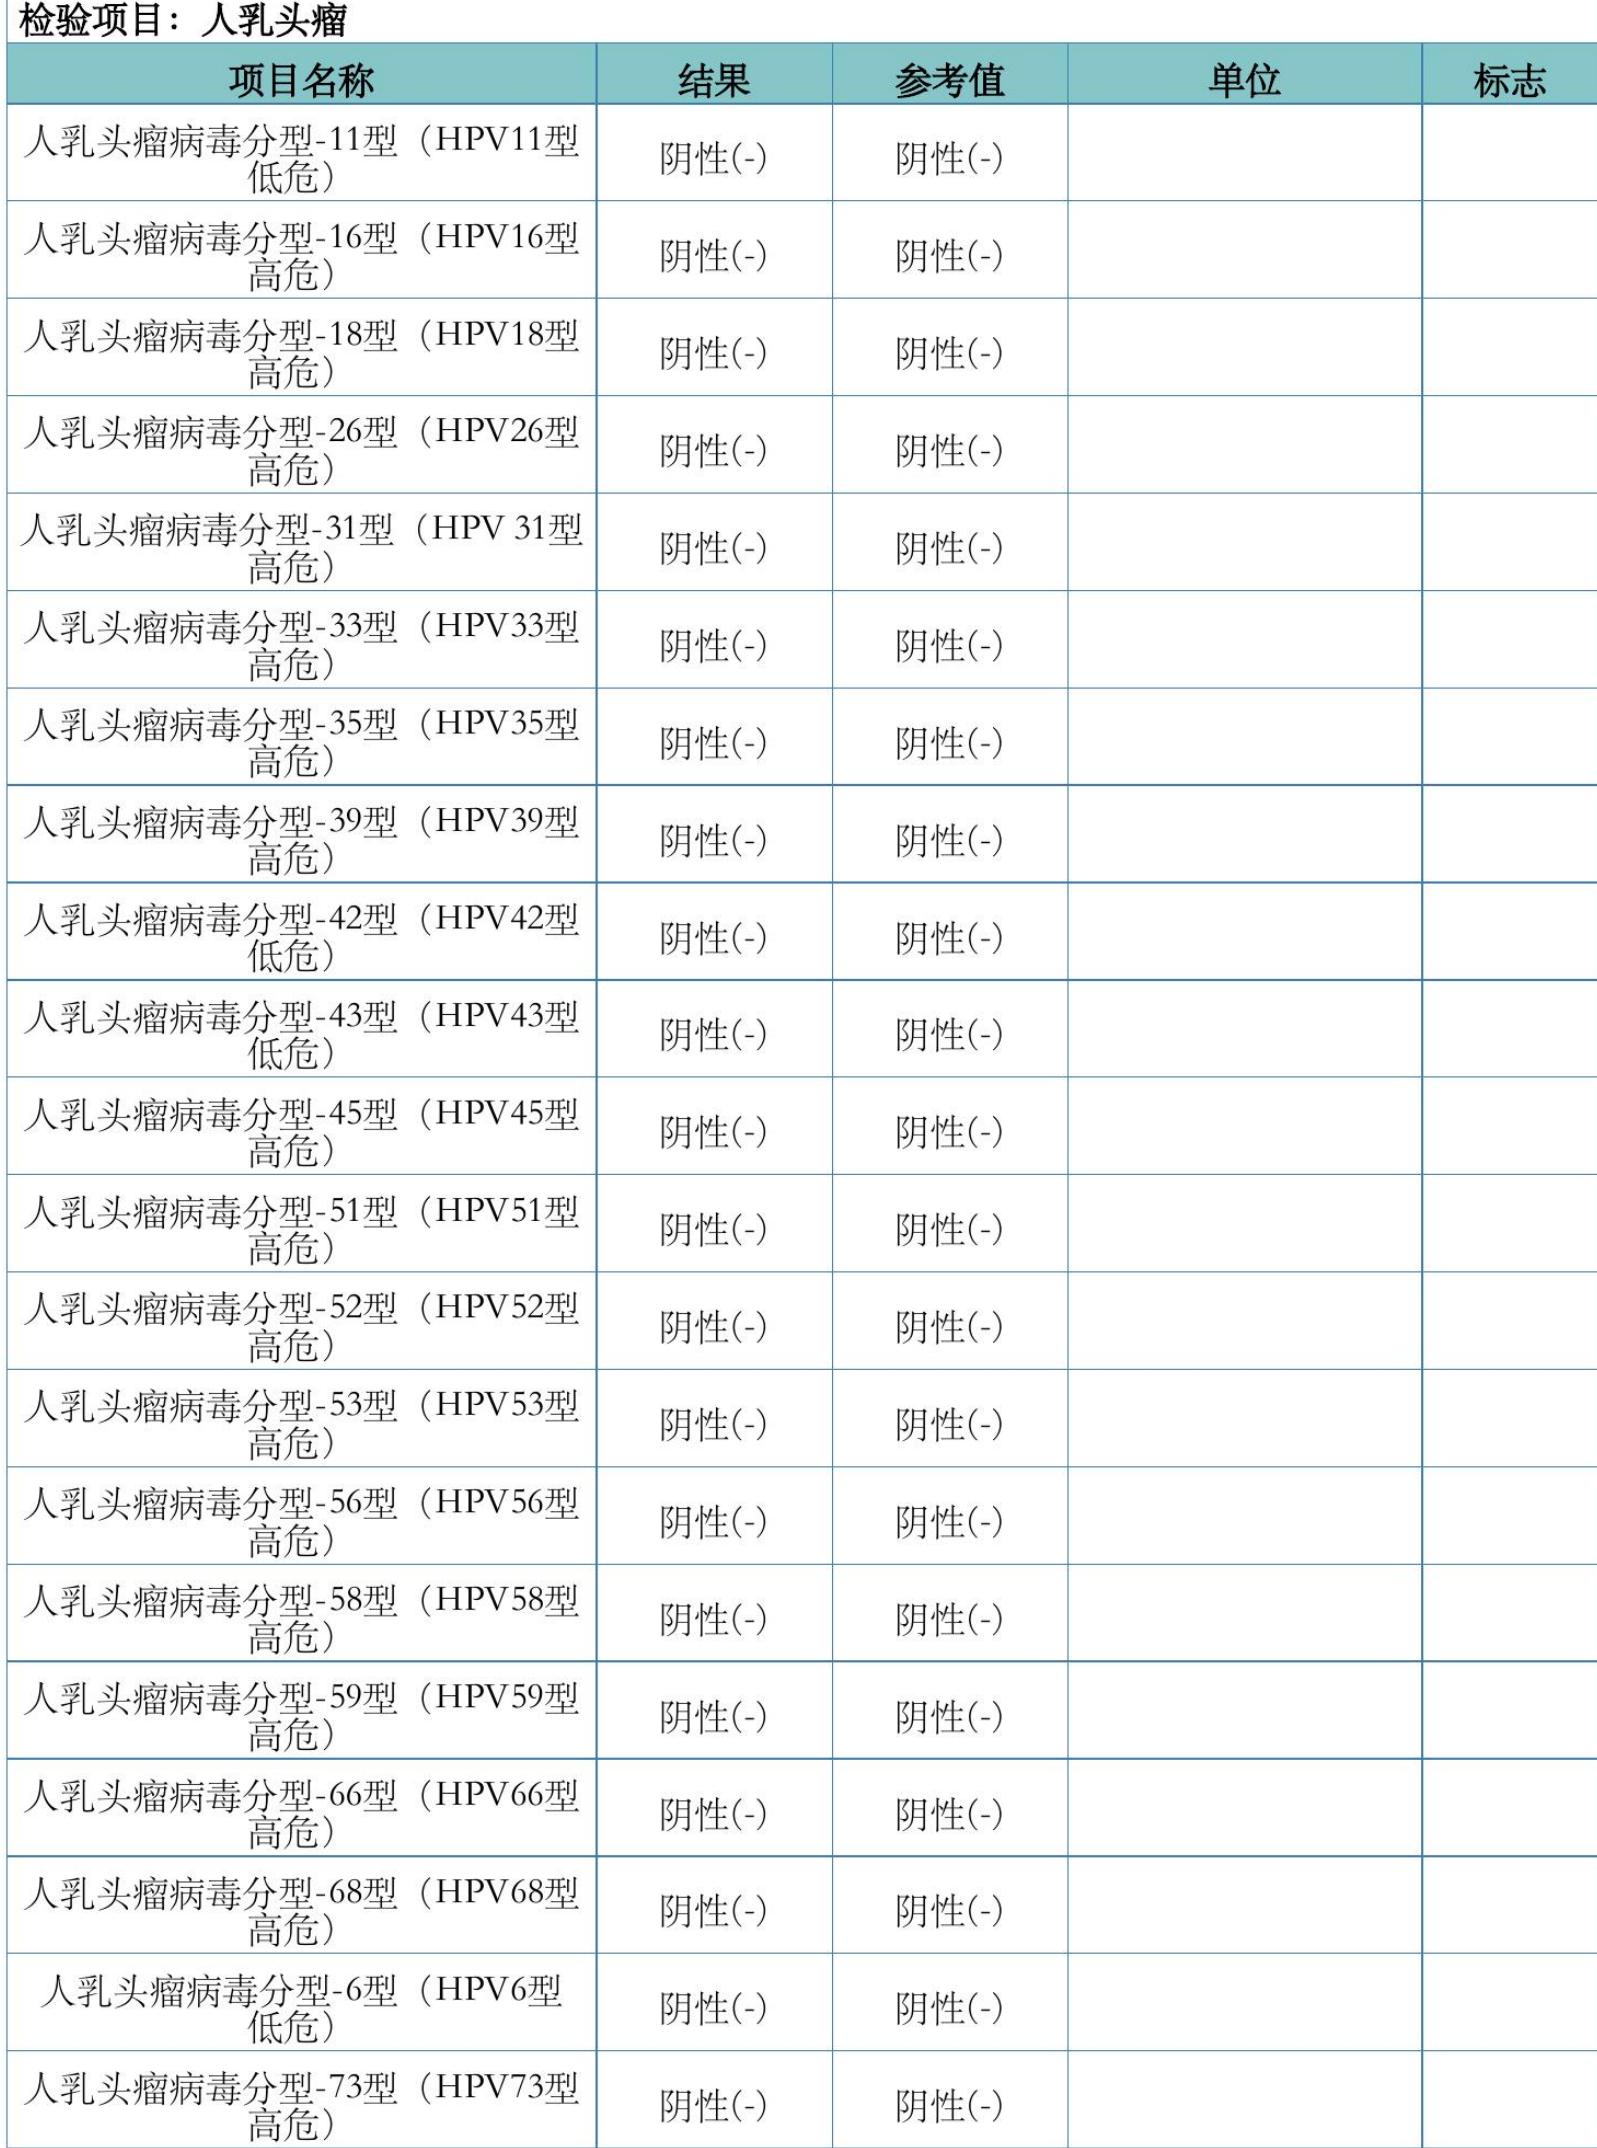 检验项目：人乳头瘤
项目名称 结果 参考值 单位 标志
人乳头瘤病毒分型-11型（HPV11型
低危） 阴性(-) 阴性(-)
人乳头瘤病毒分型-16型（HPV16型
高危） 阴性(-) 阴性(-)
人乳头瘤病毒分型-18型（HPV18型
高危） 阴性(-) 阴性(-)
人乳头瘤病毒分型-26型（HPV26型
高危） 阴性(-) 阴性(-)
人乳头瘤病毒分型-31型（HPV 31型
高危） 阴性(-) 阴性(-)
人乳头瘤病毒分型-33型（HPV33型
高危） 阴性(-) 阴性(-)
人乳头瘤病毒分型-35型（HPV35型
高危） 阴性(-) 阴性(-)
人乳头瘤病毒分型-39型（HPV39型
高危） 阴性(-) 阴性(-)
人乳头瘤病毒分型-42型（HPV42型
低危） 阴性(-) 阴性(-)
人乳头瘤病毒分型-43型（HPV43型
低危） 阴性(-) 阴性(-)
人乳头瘤病毒分型-45型（HPV45型
高危） 阴性(-) 阴性(-)
人乳头瘤病毒分型-51型（HPV51型
高危） 阴性(-) 阴性(-)
人乳头瘤病毒分型-52型（HPV52型
高危） 阴性(-) 阴性(-)
人乳头瘤病毒分型-53型（HPV53型
高危） 阴性(-) 阴性(-)
人乳头瘤病毒分型-56型（HPV56型
高危） 阴性(-) 阴性(-)
人乳头瘤病毒分型-58型（HPV58型
高危） 阴性(-) 阴性(-)
人乳头瘤病毒分型-59型（HPV59型
高危） 阴性(-) 阴性(-)
人乳头瘤病毒分型-66型（HPV66型
高危） 阴性(-) 阴性(-)
人乳头瘤病毒分型-68型（HPV68型
高危） 阴性(-) 阴性(-)
人乳头瘤病毒分型-6型（HPV6型
低危） 阴性(-) 阴性(-)
人乳头瘤病毒分型-73型（HPV73型
高危） 阴性(-) 阴性(-)